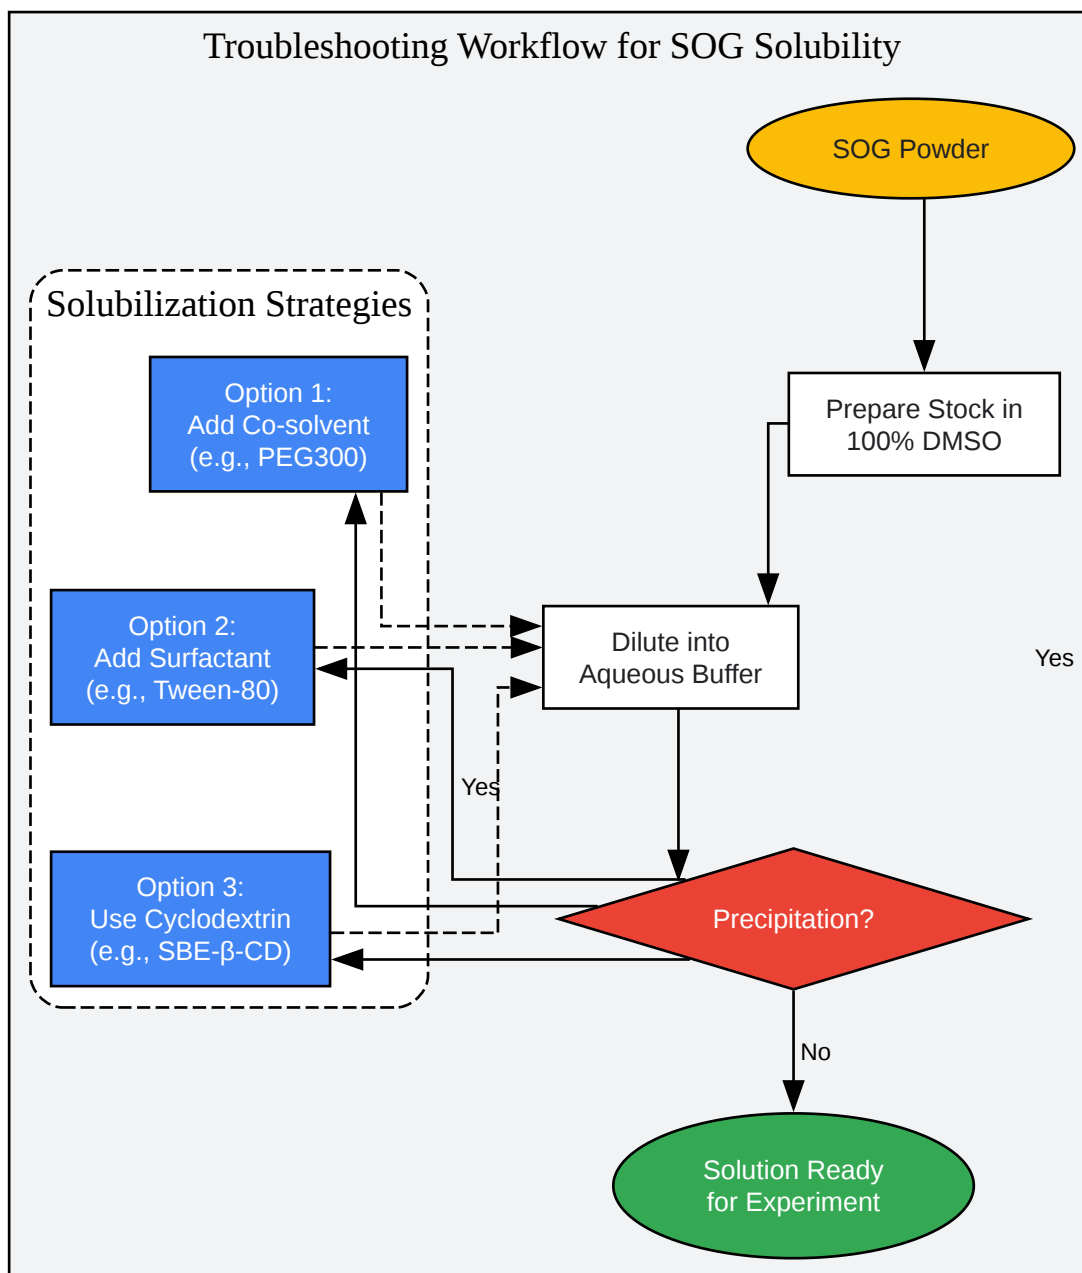 Troubleshooting Workflow for SOG Solubility
SOG Powder
Solubilization Strategies
Option 1:
Add Co-solvent
(e.g., PEG300)
Prepare Stock in
100% DMSO
Option 2:
Add Surfactant
(e.g., Tween-80)
Dilute into
Aqueous Buffer
Yes
Yes
Option 3:
Use Cyclodextrin
(e.g., SBE-β-CD)
Precipitation?
No
Solution Ready
for Experiment